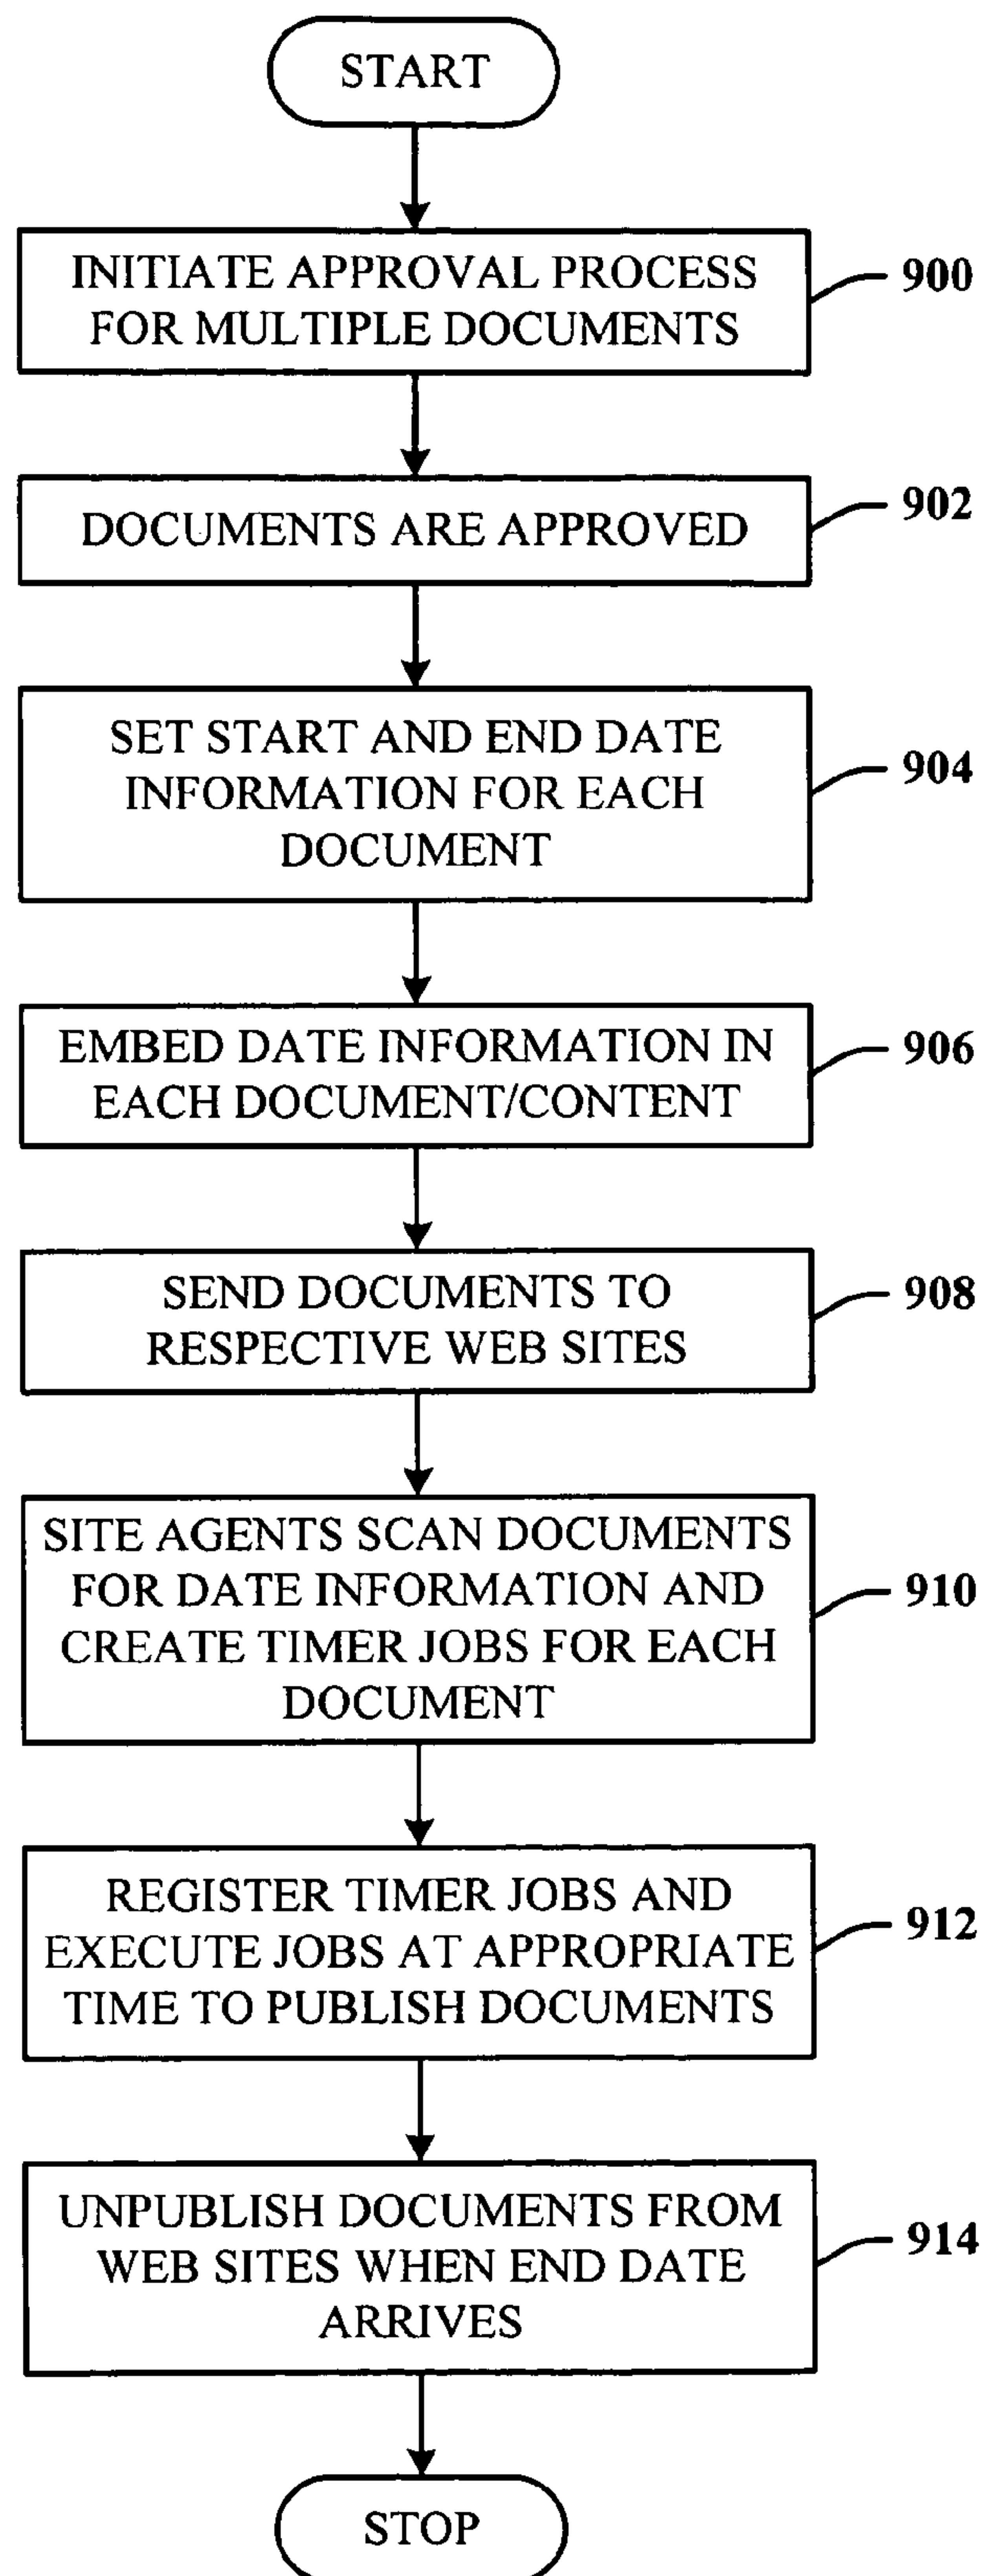 START
INITIATE APPROVAL PROCESS
FOR MULTIPLE DOCUMENTS
900
DOCUMENTS ARE APPROVED
902
SET START AND END DATE
INFORMATION FOR EACH
DOCUMENT
904
EMBED DATE INFORMATION IN
EACH DOCUMENT/CONTENT
906
SEND DOCUMENTS TO
RESPECTIVE WEB SITES
908
SITE AGENTS SCAN DOCUMENTS
FOR DATE INFORMATION AND
CREATE TIMER JOBS FOR EACH
DOCUMENT
910
REGISTER TIMER JOBS AND
EXECUTE JOBS AT APPROPRIATE
TIME TO PUBLISH DOCUMENTS
912
UNPUBLISH DOCUMENTS FROM
WEB SITES WHEN END DATE
ARRIVES
914
STOP